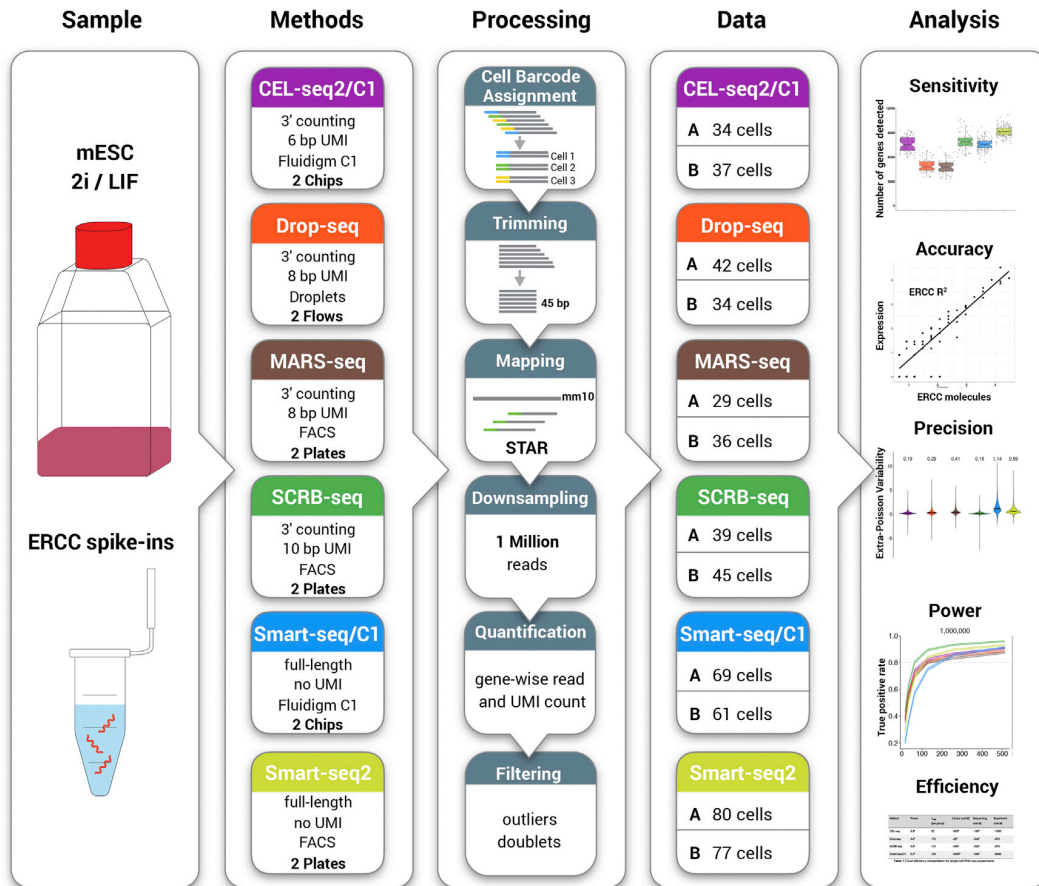 Sample
Methods
Processing
Data
Analysis
mESC
2i / LIF
ERCC spike-ins
CEL-seq2/C1
3' counting
6 bp UMI
Fluidigm C1
2 Chips
Drop-seq
3' counting
8 bp UMI
Droplets
2 Flows
MARS-seq
3' counting
8 bp UMI
FACS
2 Plates
SCRB-seq
3' counting
10 bp UMI
FACS
2 Plates
Smart-seq/C1
full-length
no UMI
Fluidigm C1
2 Chips
Smart-seq2
full-length
no UMI
FACS
2 Plates
Cell Barcode
Assignment
Cell 1
Cell 2
Cell 3
Trimming
45 bp
Mapping
mm10
STAR
Downsampling
1 Million
reads
Quantification
gene-wise read
and UMI count
Filtering
outliers
doublets
CEL-seq2/C1
A 34 cells
B 37 cells
Drop-seq
A 42 cells
B 34 cells
MARS-seq
A 29 cells
B 36 cells
SCRB-seq
A 39 cells
B 45 cells
Smart-seq/C1
A 69 cells
B 61 cells
Smart-seq2
A 80 cells
B 77 cells
Sensitivity
Number of genes detected
Accuracy
ERCC R²
Expression
ERCC molecules
Precision
Extra-Poisson Variability
10
5
0
-5
0.19 0.29 0.41 0.15 1.14 0.59
Power
1,000,000
True positive rate
1.0
0.8
0.6
0.4
0.2
0 100 200 300 400 500
Efficiency